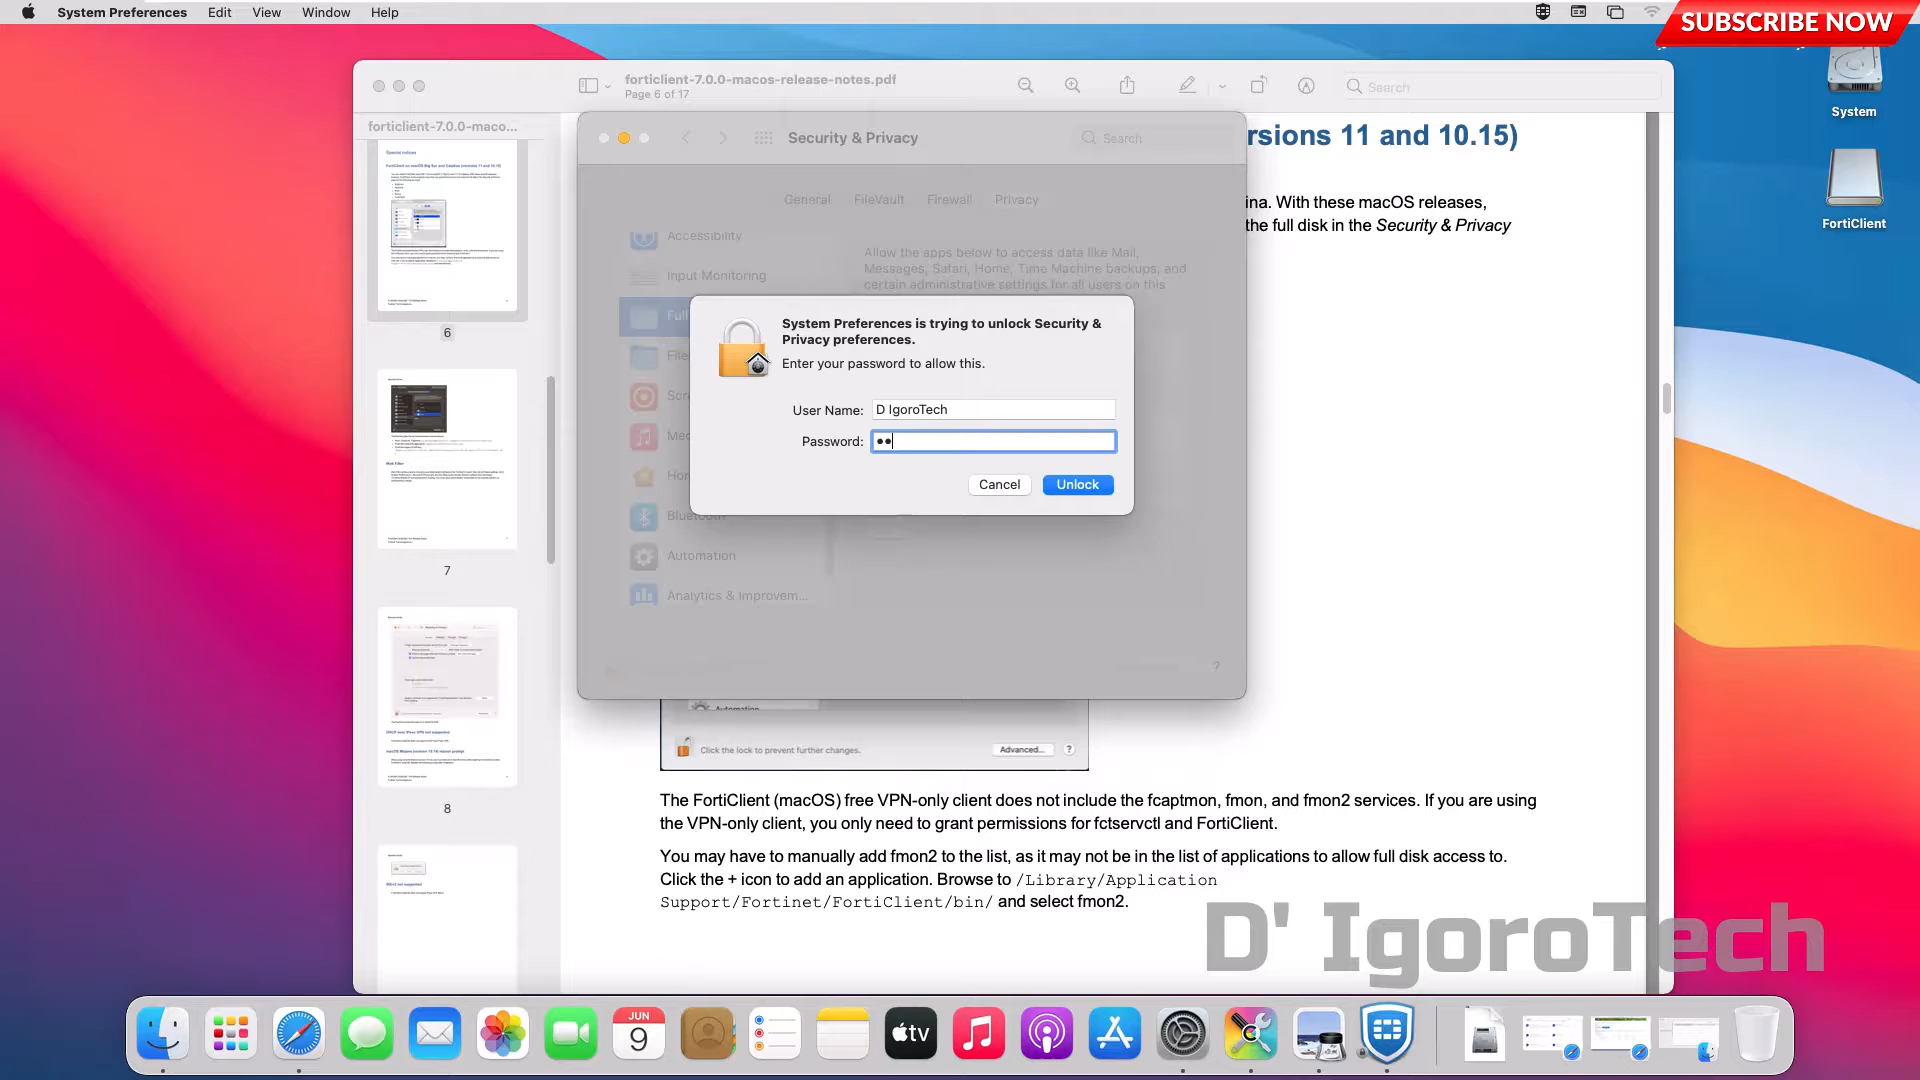 System Preferences Edit View Window Help
SUBSCRIBE NOW
System
FortiClient
forticlient-7.0.0-macos-release-notes.pdf
Page 6 of 17
Search
forticlient-7.0.0-maco...
6
7
8
rsions 11 and 10.15)
ina. With these macOS releases,
the full disk in the Security & Privacy
Security & Privacy
Search
General FileVault Firewall Privacy
Accessibility
Input Monitoring
Bluetooth
Automation
Analytics & Improvem...
Allow the apps below to access data like Mail,
Messages, Safari, Home, Time Machine backups, and
certain administrative settings for all users on this
?
System Preferences is trying to unlock Security &
Privacy preferences.
Enter your password to allow this.
User Name: D IgoroTech
Password: ••
Cancel Unlock
Automation
Click the lock to prevent further changes. Advanced... ?
The FortiClient (macOS) free VPN-only client does not include the fcaptmon, fmon, and fmon2 services. If you are using
the VPN-only client, you only need to grant permissions for fctservctl and FortiClient.
You may have to manually add fmon2 to the list, as it may not be in the list of applications to allow full disk access to.
Click the + icon to add an application. Browse to /Library/Application
Support/Fortinet/FortiClient/bin/ and select fmon2.
D' IgoroTech
JUN
9
tv